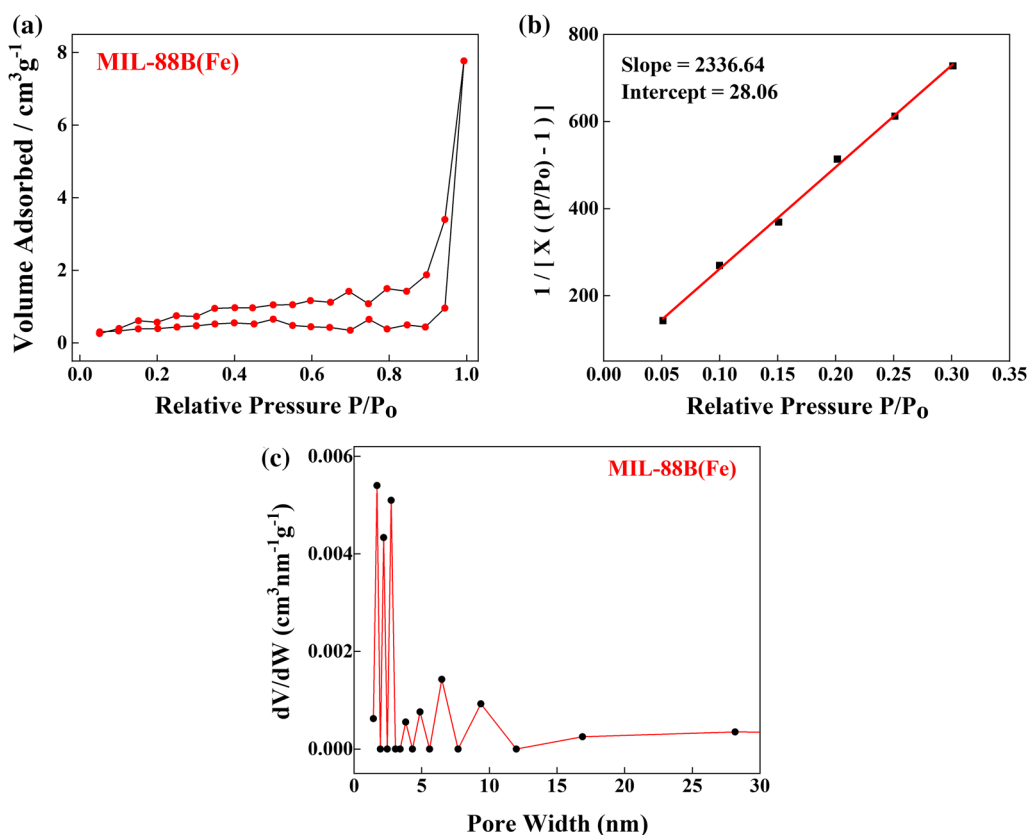 (a)
MIL-88B(Fe)
Volume Adsorbed / cm³g⁻¹
8
6
4
2
0
0.0 0.2 0.4 0.6 0.8 1.0
Relative Pressure P/Po
(b)
Slope = 2336.64
Intercept = 28.06
1 / [ X ( (P/Po) - 1 ) ]
800
600
400
200
0.00 0.05 0.10 0.15 0.20 0.25 0.30 0.35
Relative Pressure P/Po
(c)
MIL-88B(Fe)
dV/dW (cm³nm⁻¹g⁻¹)
0.006
0.004
0.002
0.000
0 5 10 15 20 25 30
Pore Width (nm)